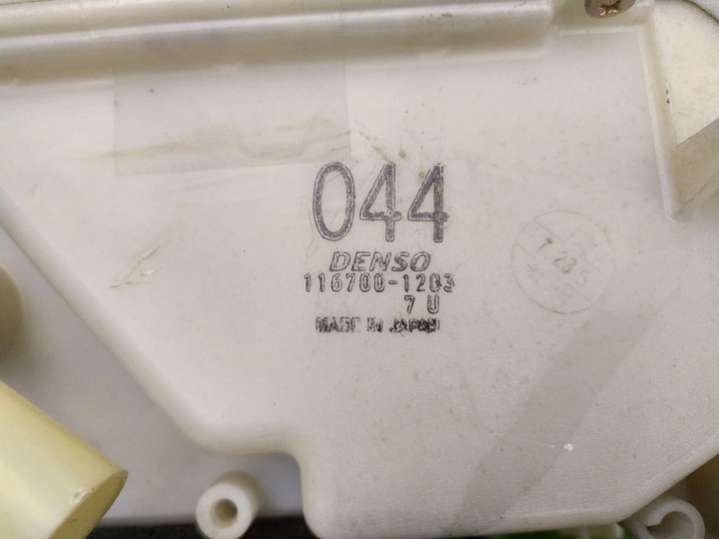 044
DENSO
116700-1203
7 U
MADE IN JAPAN